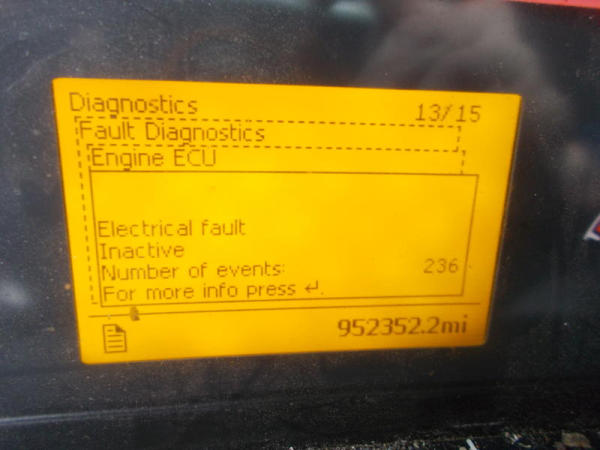 Diagnostics 13/15
Fault Diagnostics
Engine ECU
Electrical fault
Inactive
Number of events: 236
For more info press ↵.
952352.2mi